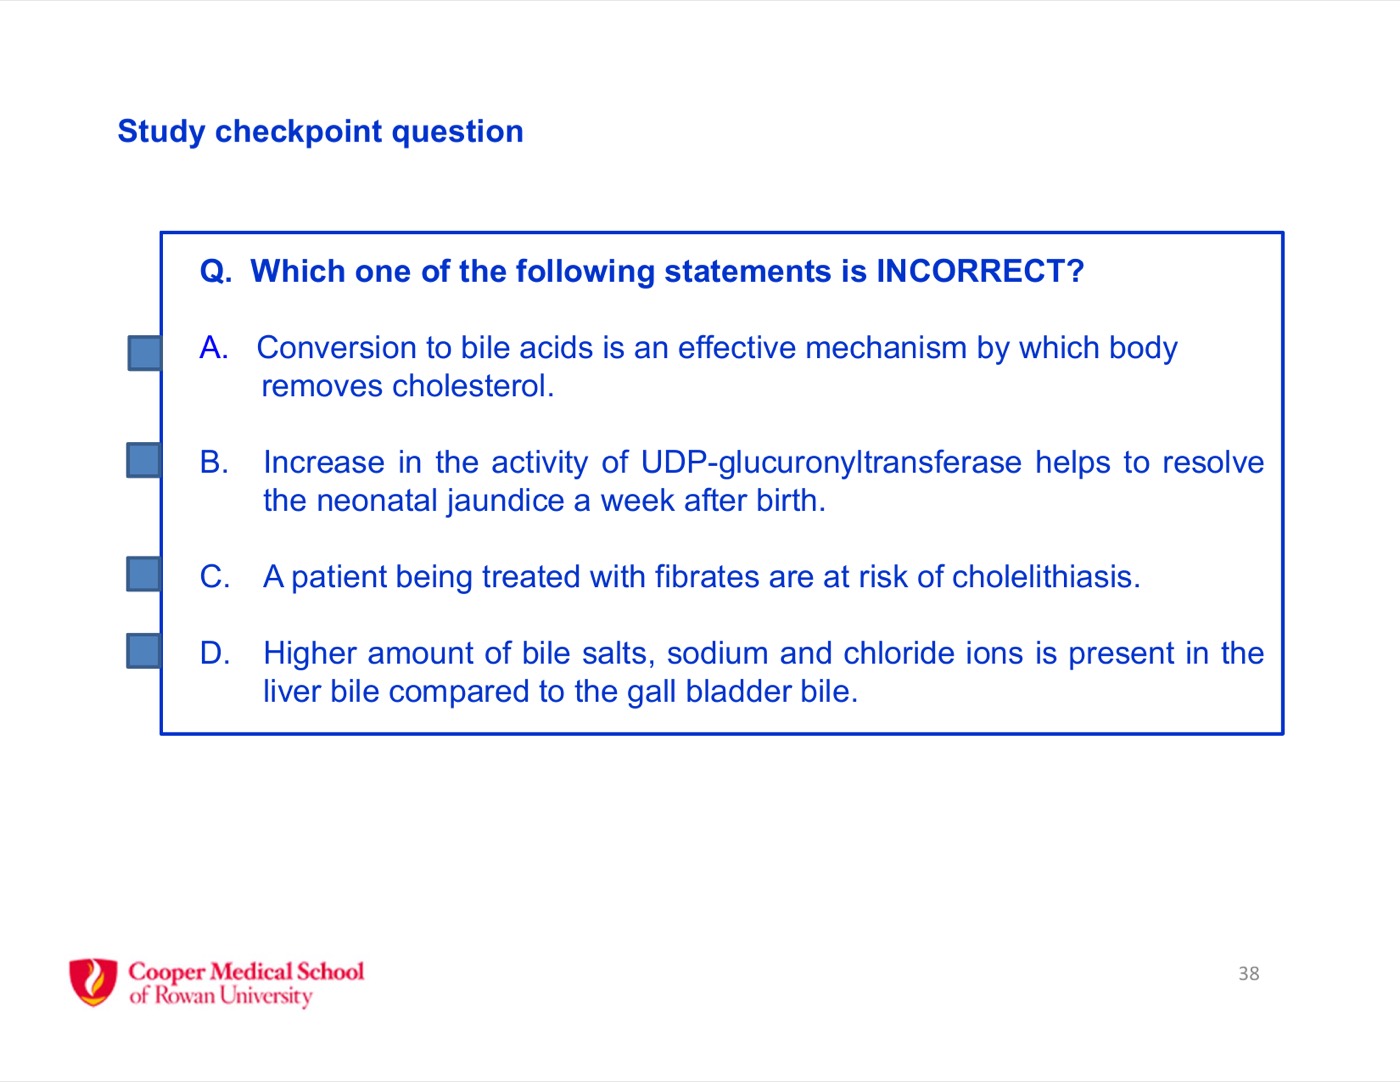 Study checkpoint question
Q. Which one of the following statements is INCORRECT?
A. Conversion to bile acids is an effective mechanism by which body
removes cholesterol.
B. Increase in the activity of UDP-glucuronyltransferase helps to resolve
the neonatal jaundice a week after birth.
C. A patient being treated with fibrates are at risk of cholelithiasis.
D. Higher amount of bile salts, sodium and chloride ions is present in the
liver bile compared to the gall bladder bile.
Cooper Medical School
of Rowan University
38